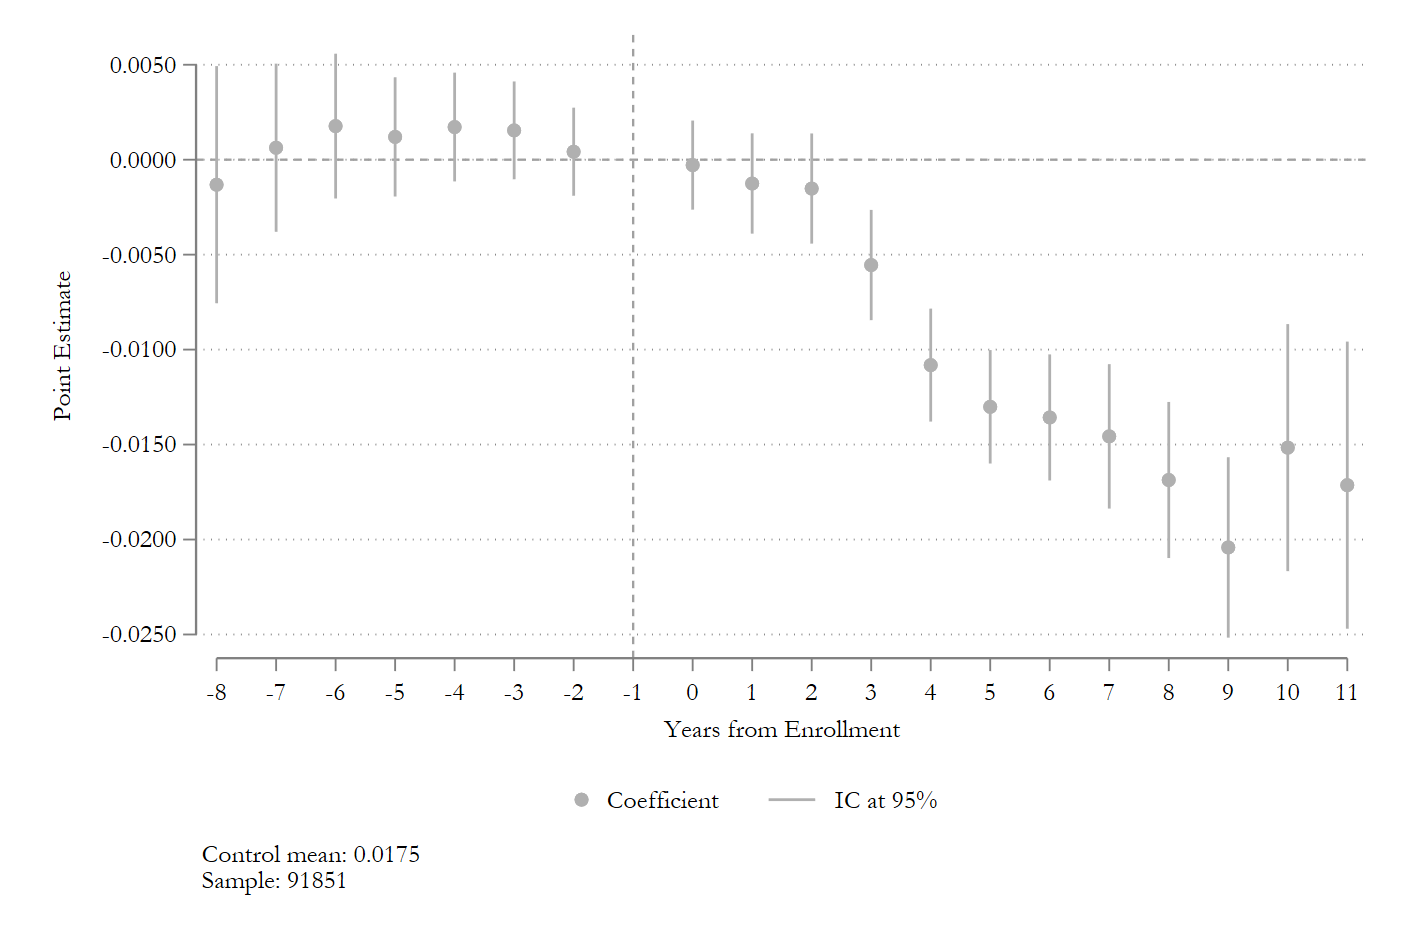 0.0050
0.0000
-0.0050
-0.0100
-0.0150
-0.0200
-0.0250
Point Estimate
-8 -7 -6 -5 -4 -3 -2 -1 0 1 2 3 4 5 6 7 8 9 10 11
Years from Enrollment
Coefficient IC at 95%
Control mean: 0.0175
Sample: 91851